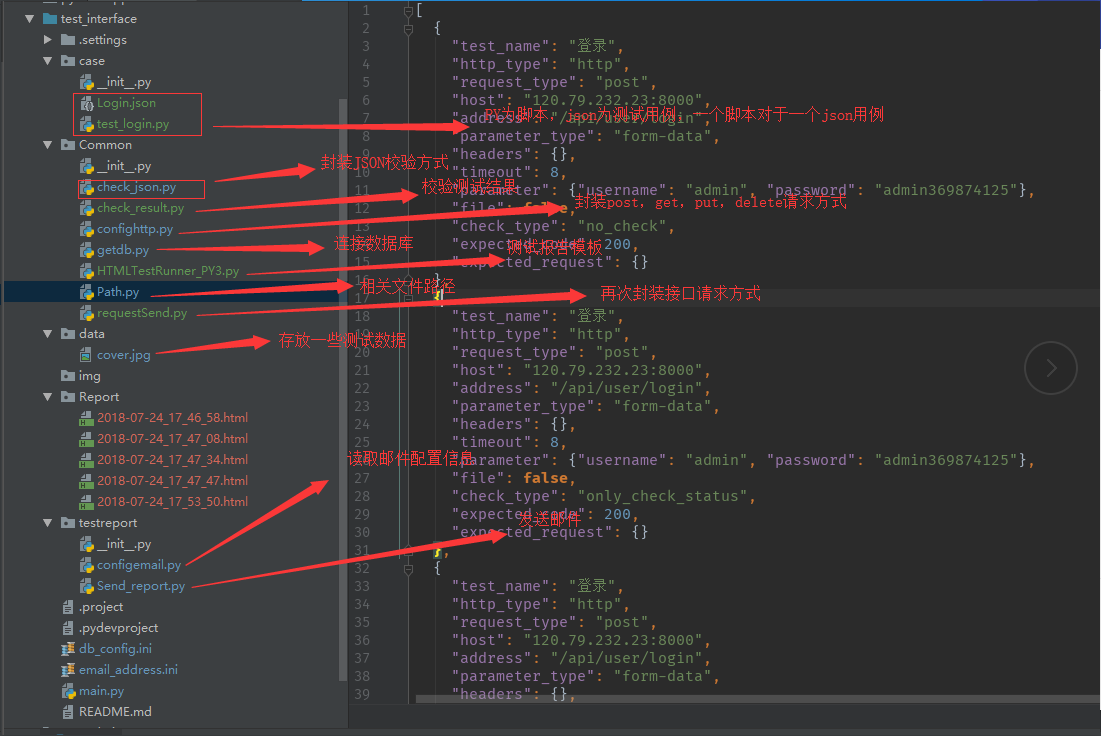 test_interface
.settings
case
__init__.py
Login.json
test_login.py
Common
__init__.py
check_json.py
check_result.py
confighttp.py
getdb.py
HTMLTestRunner_PY3.py
Path.py
requestSend.py
data
cover.jpg
img
Report
2018-07-24_17_46_58.html
2018-07-24_17_47_08.html
2018-07-24_17_47_34.html
2018-07-24_17_47_47.html
2018-07-24_17_53_50.html
testreport
__init__.py
configemail.py
Send_report.py
.project
.pydevproject
db_config.ini
email_address.ini
main.py
README.md
PY为脚本，json为测试用例，一个脚本对于一个json用例
封装JSON校验方式
校验测试结果
封装post，get，put，delete请求方式
连接数据库
测试报告模板
相关文件路径
再次封装接口请求方式
存放一些测试数据
读取邮件配置信息
发送邮件
1 [
2 {
3 "test_name": "登录",
4 "http_type": "http",
5 "request_type": "post",
6 "host": "120.79.232.23:8000",
7 "address": "/api/user/login",
8 "parameter_type": "form-data",
9 "headers": {},
10 "timeout": 8,
11 "parameter": {"username": "admin", "password": "admin369874125"},
12 "file": false,
13 "check_type": "no_check",
14 "expected_code": 200,
15 "expected_request": {}
16 }
17 {
18 "test_name": "登录",
19 "http_type": "http",
20 "request_type": "post",
21 "host": "120.79.232.23:8000",
22 "address": "/api/user/login",
23 "parameter_type": "form-data",
24 "headers": {},
25 "timeout": 8,
26 "parameter": {"username": "admin", "password": "admin369874125"},
27 "file": false,
28 "check_type": "only_check_status",
29 "expected_code": 200,
30 "expected_request": {}
31 },
32 {
33 "test_name": "登录",
34 "http_type": "http",
35 "request_type": "post",
36 "host": "120.79.232.23:8000",
37 "address": "/api/user/login",
38 "parameter_type": "form-data",
39 "headers": {},